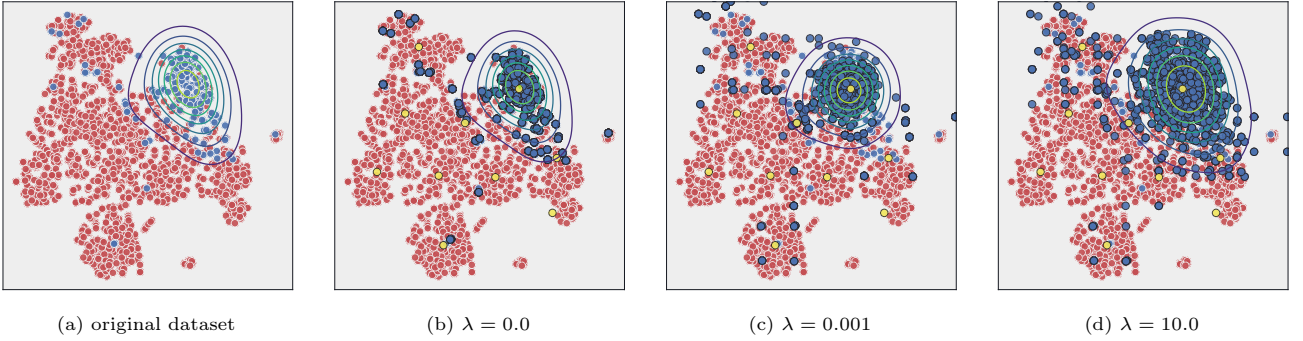 (a) original dataset
(b) λ = 0.0
(c) λ = 0.001
(d) λ = 10.0